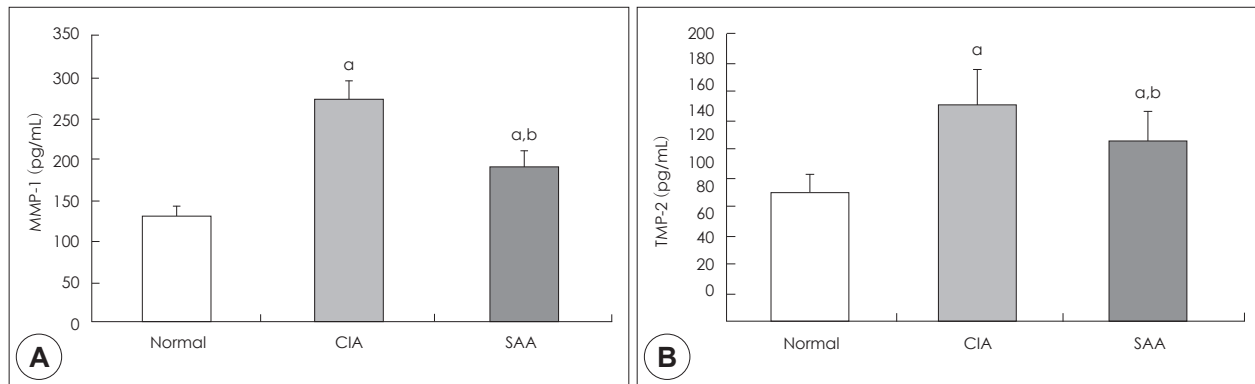 350
300
250
200
150
100
50
0
MMP-1 (pg/mL)
a
a,b
Normal CIA SAA
A
200
180
160
140
120
100
80
60
40
20
0
TMP-2 (pg/mL)
a
a,b
Normal CIA SAA
B